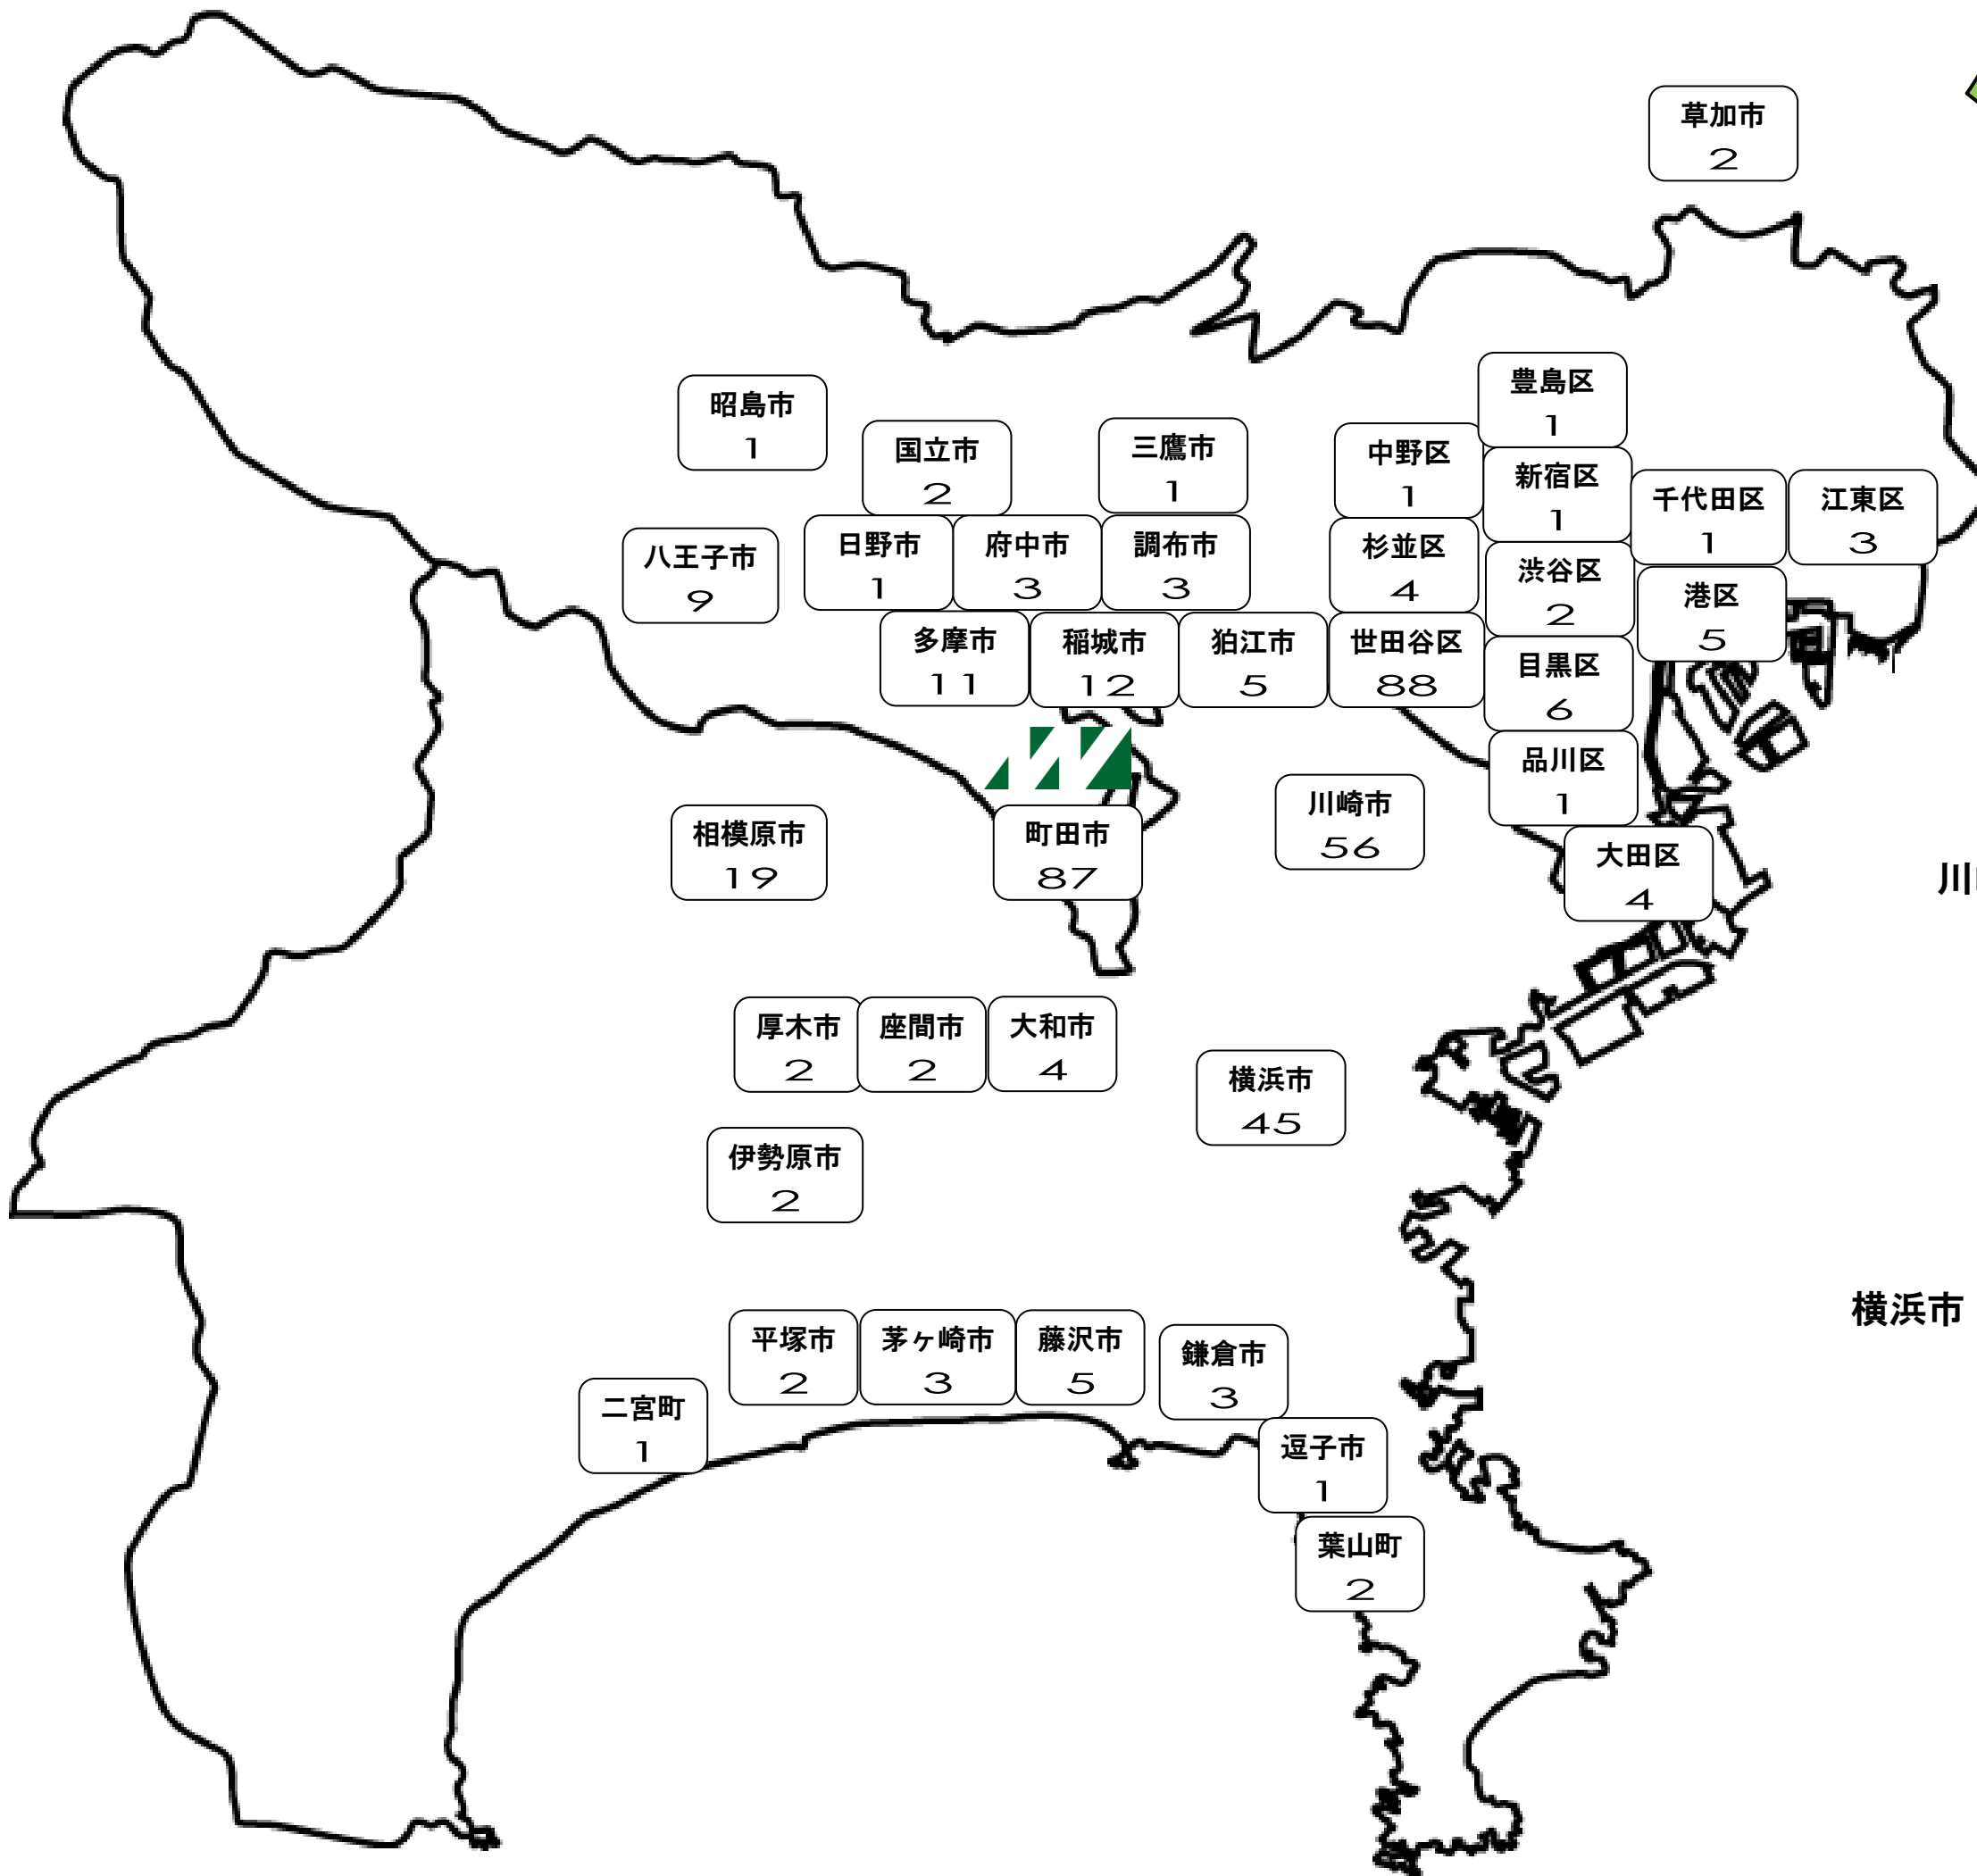 草加市
2
豊島区
1
昭島市
1
国立市
2
三鷹市
1
中野区
1
新宿区
1
千代田区
1
江東区
3
八王子市
9
日野市
1
府中市
3
調布市
3
杉並区
4
渋谷区
2
港区
5
多摩市
11
稲城市
12
狛江市
5
世田谷区
88
目黒区
6
品川区
1
相模原市
19
町田市
87
川崎市
56
大田区
4
川
厚木市
2
座間市
2
大和市
4
横浜市
45
伊勢原市
2
横浜市
平塚市
2
茅ヶ崎市
3
藤沢市
5
鎌倉市
3
二宮町
1
逗子市
1
葉山町
2